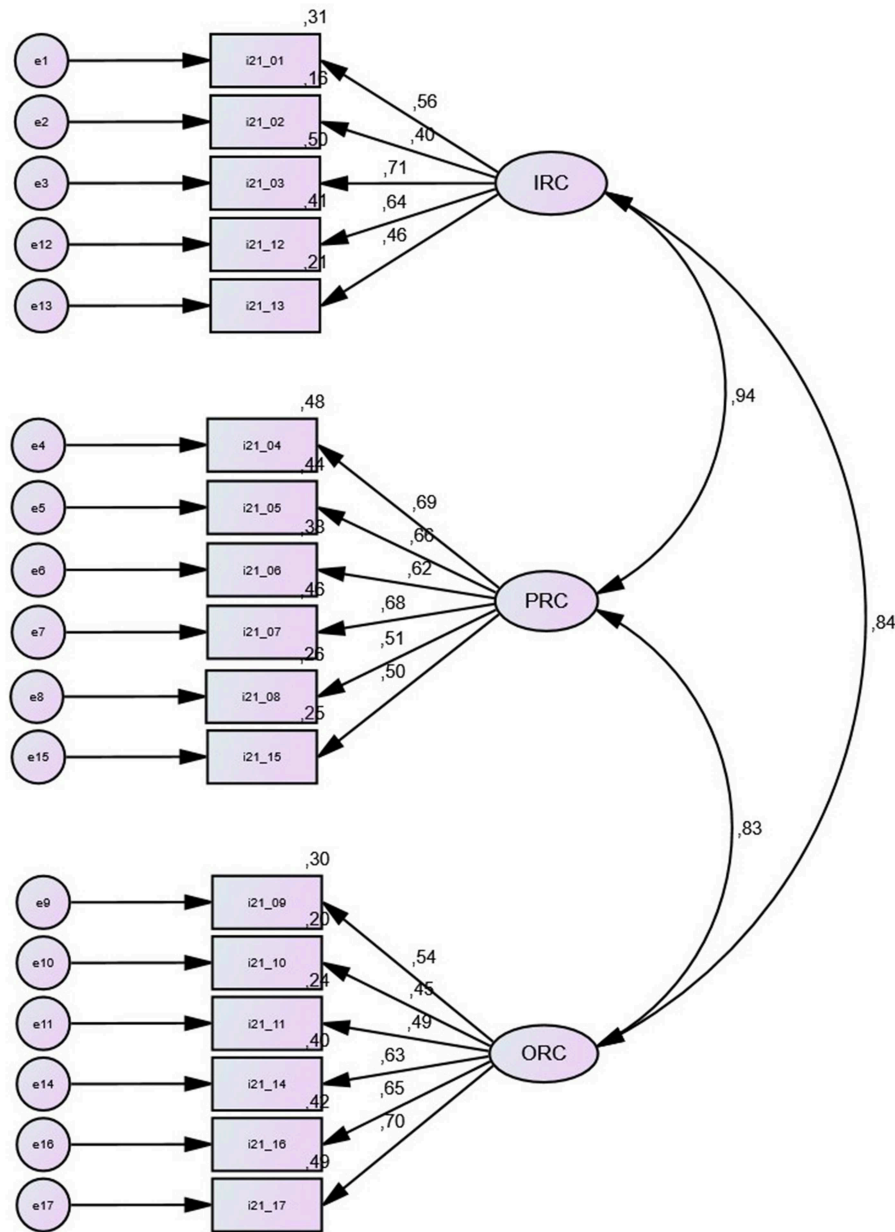 ,31
e1 i21_01
,16
,56
e2 i21_02
,40
,50
e3 i21_03
,71
IRC
,41
,64
e12 i21_12
,46
,21
e13 i21_13
,94
,48
e4 i21_04
,44
,69
e5 i21_05
,66
,38
e6 i21_06
,62
PRC
,46
,68
e7 i21_07
,51
,26
e8 i21_08
,50
,25
e15 i21_15
,84
,83
,30
e9 i21_09
,20
,54
e10 i21_10
,45
,24
e11 i21_11
,49
ORC
,40
,63
e14 i21_14
,65
,42
e16 i21_16
,70
,49
e17 i21_17